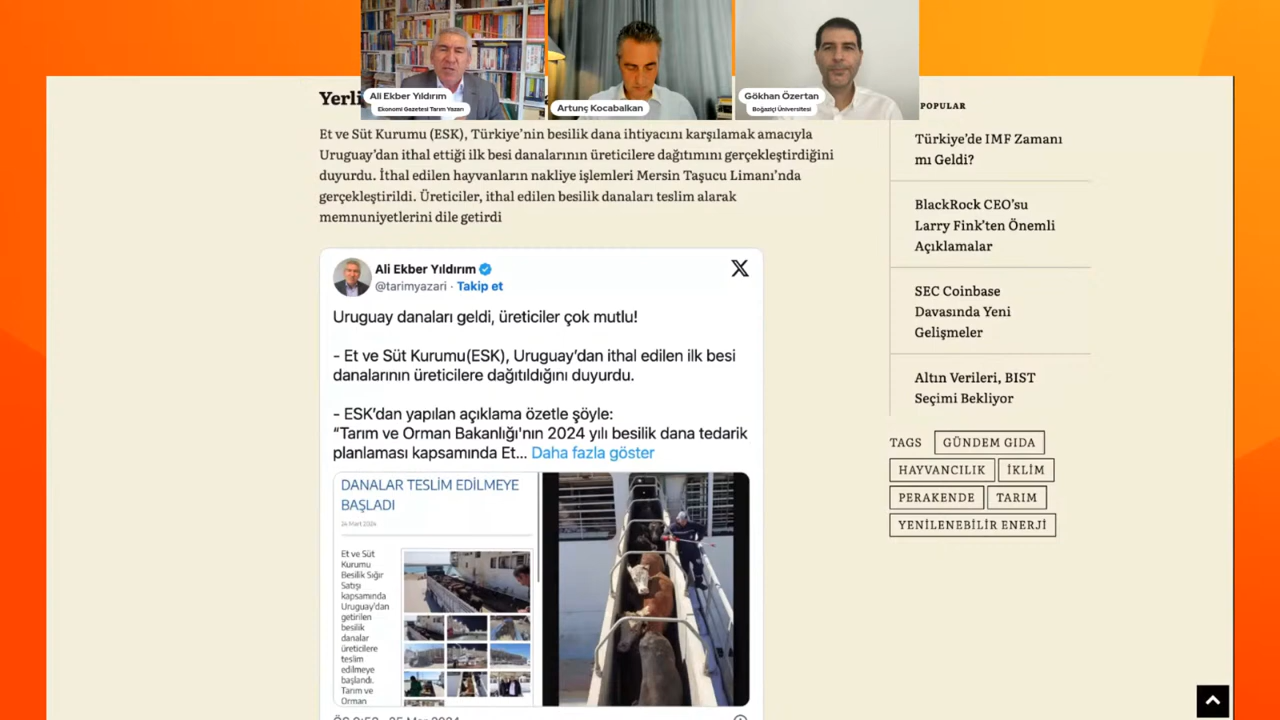 Ali Ekber Yıldırım
Ekonomi Gazetesi Tarım Yazarı
Artunç Kocabalkan
Gökhan Özertan
Boğaziçi Üniversitesi
Yerli
Et ve Süt Kurumu (ESK), Türkiye’nin besilik dana ihtiyacını karşılamak amacıyla
Uruguay’dan ithal ettiği ilk besi danalarının üreticilere dağıtımını gerçekleştirdiğini
duyurdu. İthal edilen hayvanların nakliye işlemleri Mersin Taşucu Limanı’nda
gerçekleştirildi. Üreticiler, ithal edilen besilik danaları teslim alarak
memnuniyetlerini dile getirdi
Ali Ekber Yıldırım
@tarimyazari · Takip et
Uruguay danaları geldi, üreticiler çok mutlu!
- Et ve Süt Kurumu(ESK), Uruguay’dan ithal edilen ilk besi
danalarının üreticilere dağıtıldığını duyurdu.
- ESK’dan yapılan açıklama özetle şöyle:
“Tarım ve Orman Bakanlığı'nın 2024 yılı besilik dana tedarik
planlaması kapsamında Et... Daha fazla göster
DANALAR TESLİM EDİLMEYE
BAŞLADI
24 Mart 2024
Et ve Süt
Kurumu
Besilik Sığır
Satışı
kapsamında
Uruguay’dan
getirilen
besilik
danalar
üreticilere
teslim
edilmeye
başlandı.
Tarım ve
Orman
POPULAR
Türkiye’de IMF Zamanı
mı Geldi?
BlackRock CEO’su
Larry Fink’ten Önemli
Açıklamalar
SEC Coinbase
Davasında Yeni
Gelişmeler
Altın Verileri, BIST
Seçimi Bekliyor
TAGS GÜNDEM GIDA
HAYVANCILIK İKLİM
PERAKENDE TARIM
YENİLENEBİLİR ENERJİ